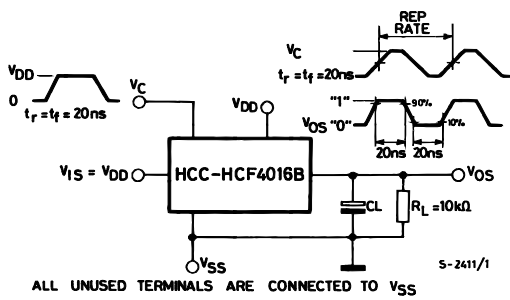 REP
RATE
VC
tr = tf = 20ns
VDD
0
tr = tf = 20ns
VC
VDD
"1"
90%
VOS "0"
10%
20ns 20ns
VIS = VDD
HCC-HCF4016B
VOS
CL
RL = 10kΩ
VSS
S-2411/1
ALL UNUSED TERMINALS ARE CONNECTED TO VSS